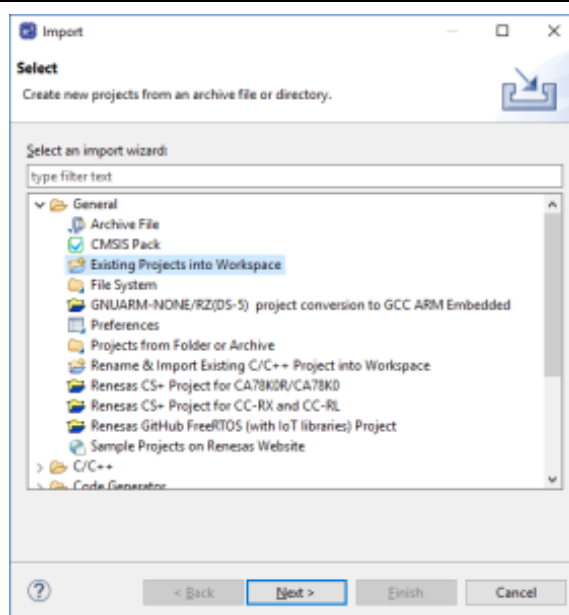 Import
Select
Create new projects from an archive file or directory.
Select an import wizard:
type filter text
General
Archive File
CMSIS Pack
Existing Projects into Workspace
File System
GNUARM-NONE/RZ(DS-5) project conversion to GCC ARM Embedded
Preferences
Projects from Folder or Archive
Rename & Import Existing C/C++ Project into Workspace
Renesas CS+ Project for CA78K0R/CA78K0
Renesas CS+ Project for CC-RX and CC-RL
Renesas GitHub FreeRTOS (with IoT libraries) Project
Sample Projects on Renesas Website
C/C++
Code Generator
? < Back Next > Finish Cancel